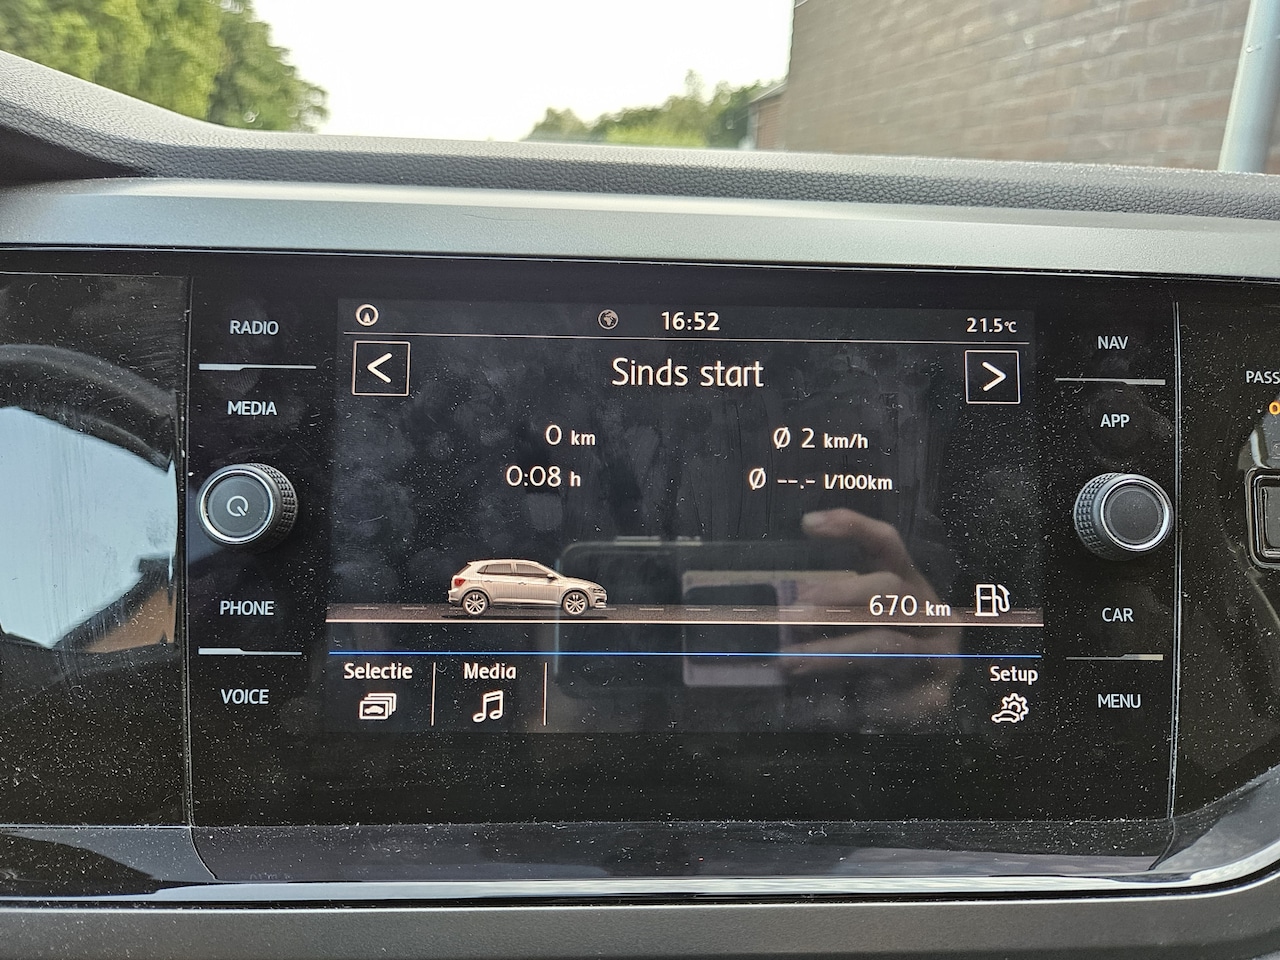 RADIO
MEDIA
PHONE
VOICE
16:52
21.5°C
<
Sinds start
>
0 km
Ø 2 km/h
0:08 h
Ø --.- l/100km
670 km
Selectie
Media
Setup
NAV
APP
CAR
MENU
PASS